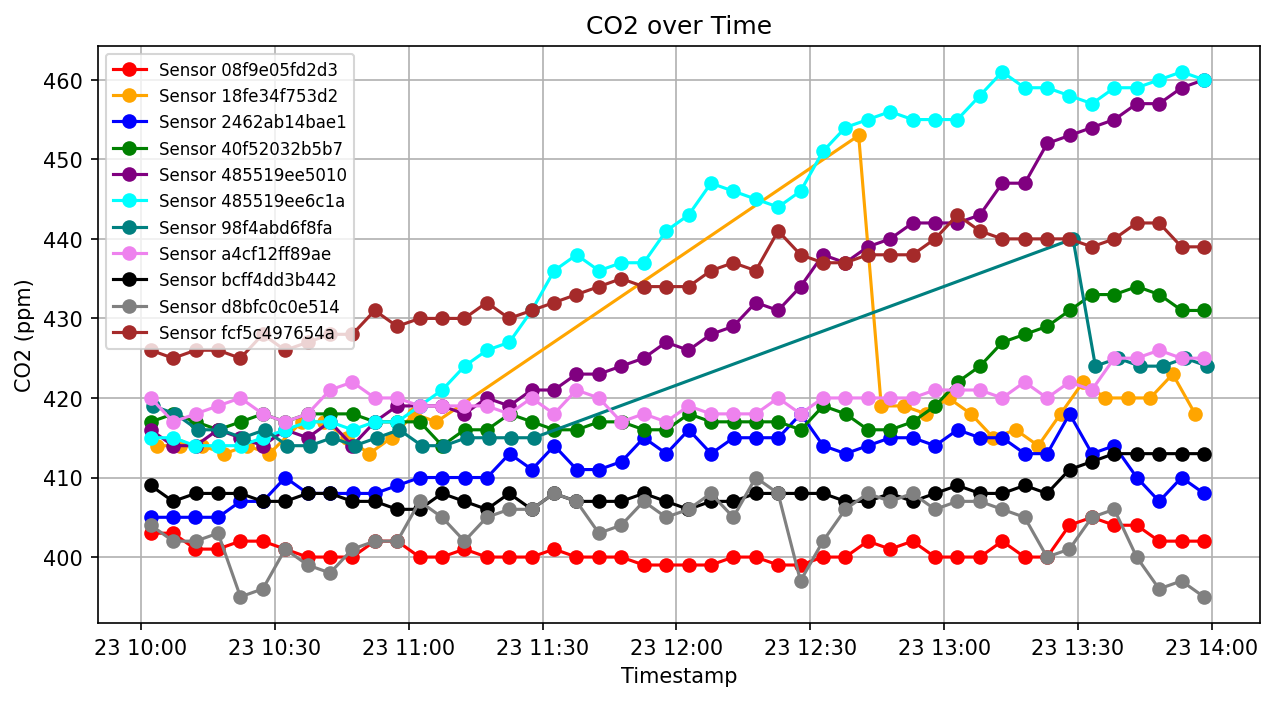 CO2 over Time
CO2 (ppm)
460
450
440
430
420
410
400
Sensor 08f9e05fd2d3
Sensor 18fe34f753d2
Sensor 2462ab14bae1
Sensor 40f52032b5b7
Sensor 485519ee5010
Sensor 485519ee6c1a
Sensor 98f4abd6f8fa
Sensor a4cf12ff89ae
Sensor bcff4dd3b442
Sensor d8bfc0c0e514
Sensor fcf5c497654a
23 10:00 23 10:30 23 11:00 23 11:30 23 12:00 23 12:30 23 13:00 23 13:30 23 14:00
Timestamp